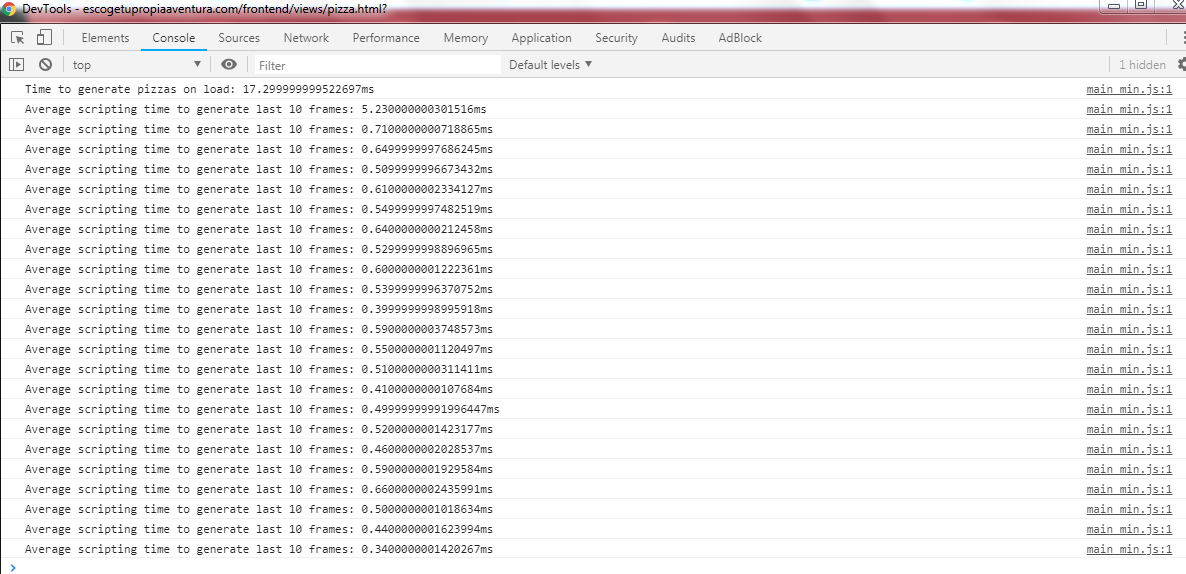 DevTools - escogetupropiaaventura.com/frontend/views/pizza.html?
Elements Console Sources Network Performance Memory Application Security Audits AdBlock
top Filter Default levels 1 hidden
Time to generate pizzas on load: 17.299999999522697ms main_min.js:1
Average scripting time to generate last 10 frames: 5.230000000301516ms main_min.js:1
Average scripting time to generate last 10 frames: 0.7100000000718865ms main_min.js:1
Average scripting time to generate last 10 frames: 0.6499999997686245ms main_min.js:1
Average scripting time to generate last 10 frames: 0.5099999996673432ms main_min.js:1
Average scripting time to generate last 10 frames: 0.6100000002334127ms main_min.js:1
Average scripting time to generate last 10 frames: 0.5499999997482519ms main_min.js:1
Average scripting time to generate last 10 frames: 0.6400000000212458ms main_min.js:1
Average scripting time to generate last 10 frames: 0.5299999998896965ms main_min.js:1
Average scripting time to generate last 10 frames: 0.6000000001222361ms main_min.js:1
Average scripting time to generate last 10 frames: 0.5399999996370752ms main_min.js:1
Average scripting time to generate last 10 frames: 0.3999999998995918ms main_min.js:1
Average scripting time to generate last 10 frames: 0.5900000003748573ms main_min.js:1
Average scripting time to generate last 10 frames: 0.5500000001120497ms main_min.js:1
Average scripting time to generate last 10 frames: 0.5100000000311411ms main_min.js:1
Average scripting time to generate last 10 frames: 0.4100000000107684ms main_min.js:1
Average scripting time to generate last 10 frames: 0.49999999991996447ms main_min.js:1
Average scripting time to generate last 10 frames: 0.5200000001423177ms main_min.js:1
Average scripting time to generate last 10 frames: 0.4600000002028537ms main_min.js:1
Average scripting time to generate last 10 frames: 0.5900000001929584ms main_min.js:1
Average scripting time to generate last 10 frames: 0.6600000002435991ms main_min.js:1
Average scripting time to generate last 10 frames: 0.5000000001018634ms main_min.js:1
Average scripting time to generate last 10 frames: 0.4400000001623994ms main_min.js:1
Average scripting time to generate last 10 frames: 0.3400000001420267ms main_min.js:1